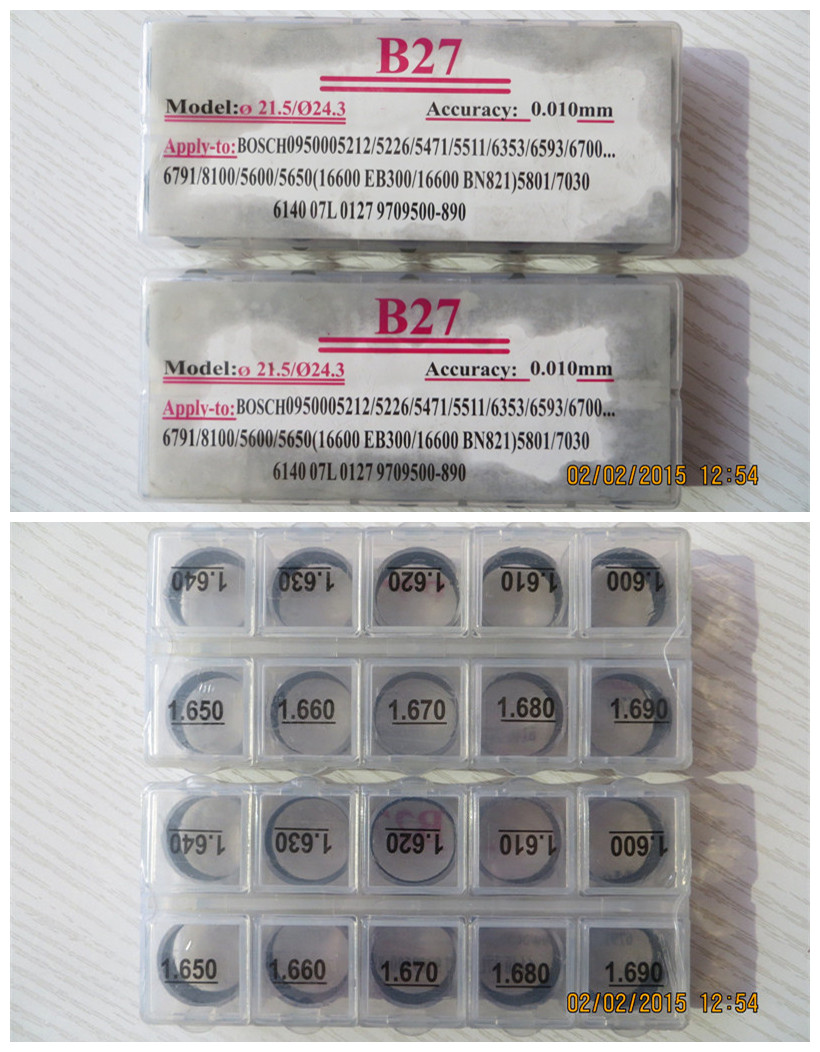 B27
Model:ø 21.5/Ø24.3 Accuracy: 0.010mm
Apply-to:BOSCH0950005212/5226/5471/5511/6353/6593/6700...
6791/8100/5600/5650(16600 EB300/16600 BN821)5801/7030
6140 07L 0127 9709500-890
B27
Model:ø 21.5/Ø24.3 Accuracy: 0.010mm
Apply-to:BOSCH0950005212/5226/5471/5511/6353/6593/6700...
6791/8100/5600/5650(16600 EB300/16600 BN821)5801/7030
6140 07L 0127 9709500-890
02/02/2015 12:54
1.640 1.630 1.620 1.610 1.600
1.650 1.660 1.670 1.680 1.690
1.640 1.630 1.620 1.610 1.600
1.650 1.660 1.670 1.680 1.690
02/02/2015 12:54